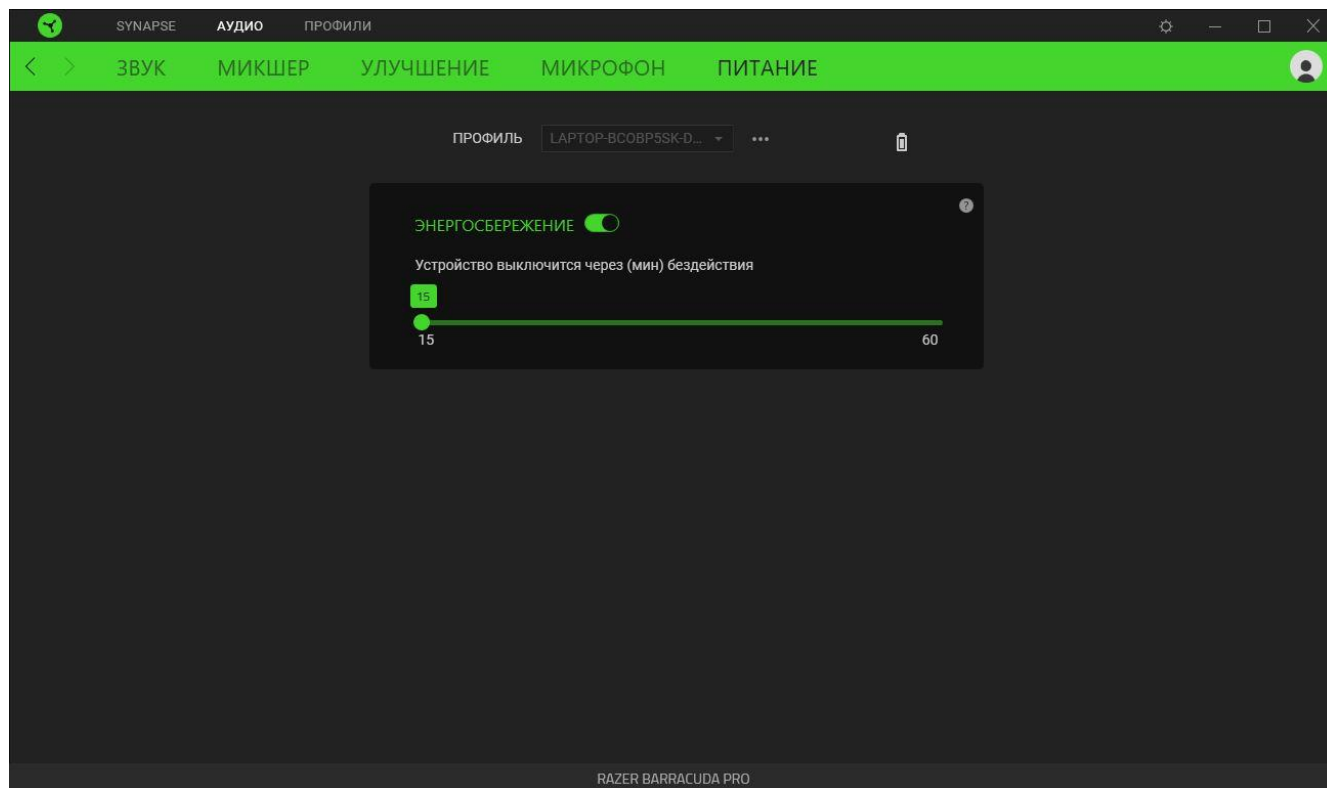 SYNAPSE АУДИО ПРОФИЛИ
ЗВУК МИКШЕР УЛУЧШЕНИЕ МИКРОФОН ПИТАНИЕ
ПРОФИЛЬ LAPTOP-BCOBP5SK-D...
ЭНЕРГОСБЕРЕЖЕНИЕ
?
Устройство выключится через (мин) бездействия
15
15 60
RAZER BARRACUDA PRO